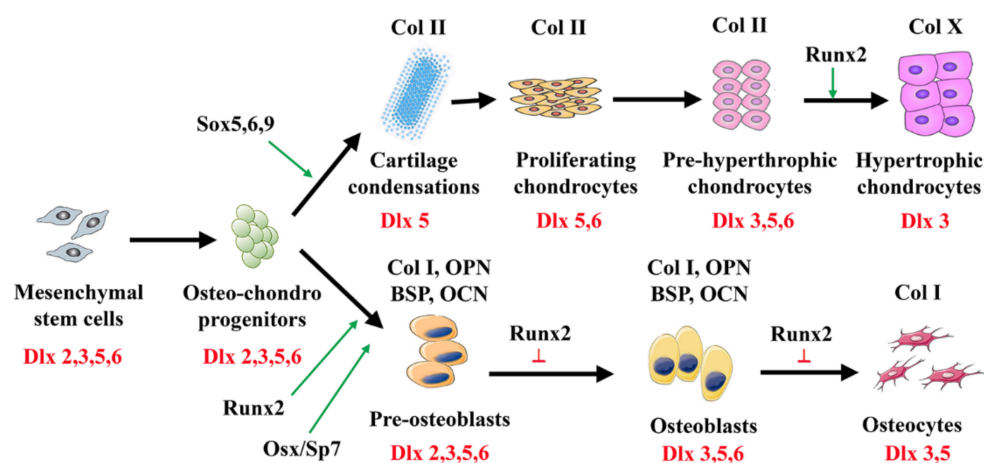 Col II
Col II
Col II
Col X
Runx2
Sox5,6,9
Cartilage
condensations
Dlx 5
Proliferating
chondrocytes
Dlx 5,6
Pre-hyperthrophic
chondrocytes
Dlx 3,5,6
Hypertrophic
chondrocytes
Dlx 3
Mesenchymal
stem cells
Dlx 2,3,5,6
Osteo-chondro
progenitors
Dlx 2,3,5,6
Runx2
Osx/Sp7
Col I, OPN
BSP, OCN
Pre-osteoblasts
Dlx 2,3,5,6
Runx2
Col I, OPN
BSP, OCN
Osteoblasts
Dlx 3,5,6
Runx2
Col I
Osteocytes
Dlx 3,5